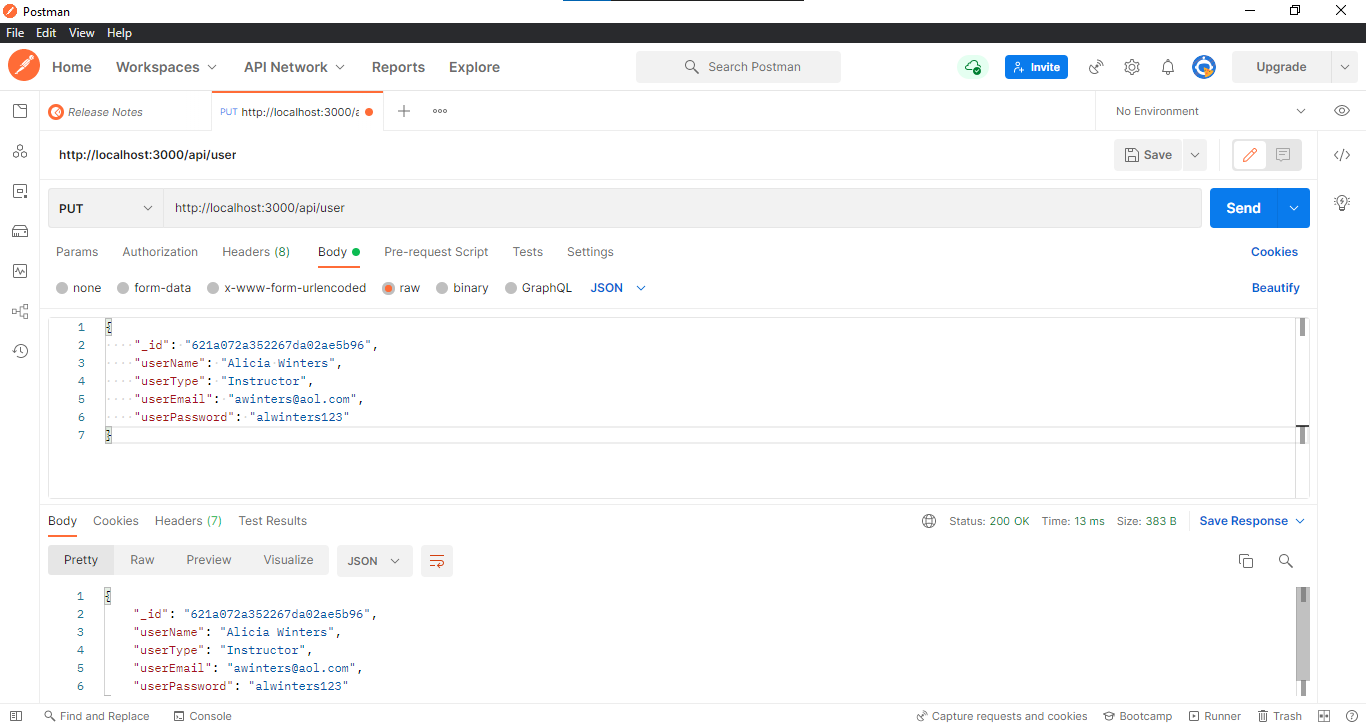 Postman
File Edit View Help
Home Workspaces API Network Reports Explore Search Postman Invite Upgrade
Release Notes PUT http://localhost:3000/a No Environment
http://localhost:3000/api/user Save
PUT http://localhost:3000/api/user Send
Params Authorization Headers (8) Body Pre-request Script Tests Settings Cookies
none form-data x-www-form-urlencoded raw binary GraphQL JSON Beautify
1 {
2 "_id": "621a072a352267da02ae5b96",
3 "userName": "Alicia Winters",
4 "userType": "Instructor",
5 "userEmail": "awinters@aol.com",
6 "userPassword": "alwinters123"
7 }
Body Cookies Headers (7) Test Results Status: 200 OK Time: 13 ms Size: 383 B Save Response
Pretty Raw Preview Visualize JSON
1 {
2 "_id": "621a072a352267da02ae5b96",
3 "userName": "Alicia Winters",
4 "userType": "Instructor",
5 "userEmail": "awinters@aol.com",
6 "userPassword": "alwinters123"
Find and Replace Console Capture requests and cookies Bootcamp Runner Trash